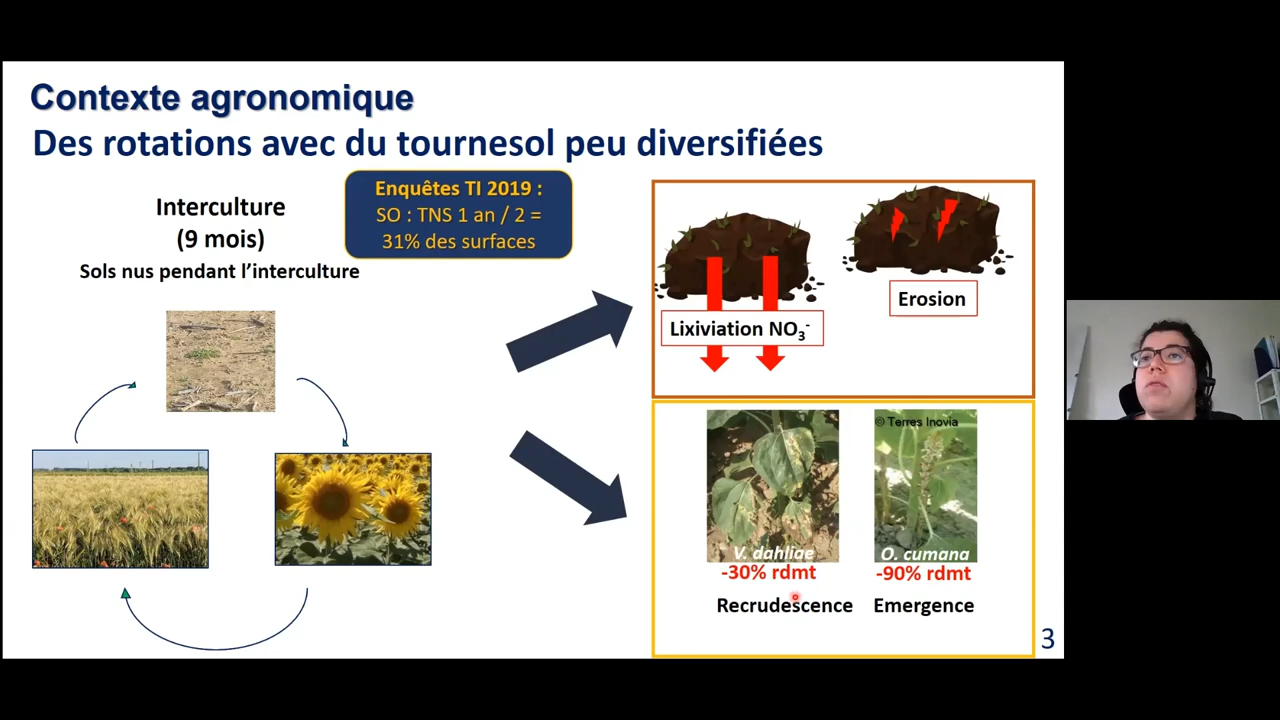 Contexte agronomique
Des rotations avec du tournesol peu diversifiées
Interculture
(9 mois)
Sols nus pendant l'interculture
Enquêtes TI 2019 :
SO : TNS 1 an / 2 =
31% des surfaces
Lixiviation NO₃⁻
Erosion
© Terres Inovia
V. dahliae
O. cumana
-30% rdmt
-90% rdmt
Recrudescence
Emergence
3